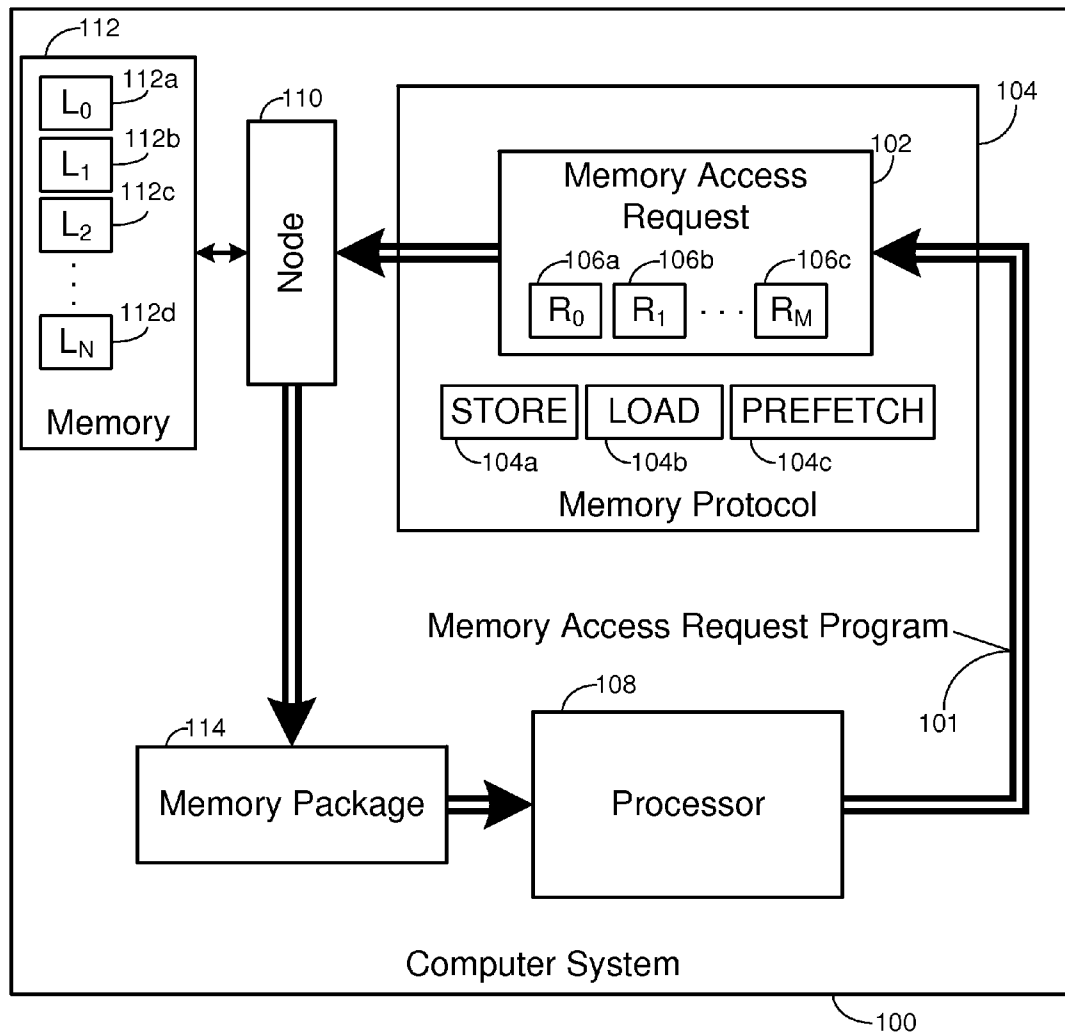 112
112a
L0
112b
L1
112c
L2
112d
LN
Memory
110
Node
104
102
Memory Access
Request
106a 106b 106c
R0 R1 . . . RM
STORE LOAD PREFETCH
104a 104b 104c
Memory Protocol
Memory Access Request Program
101
114
Memory Package
108
Processor
Computer System
100